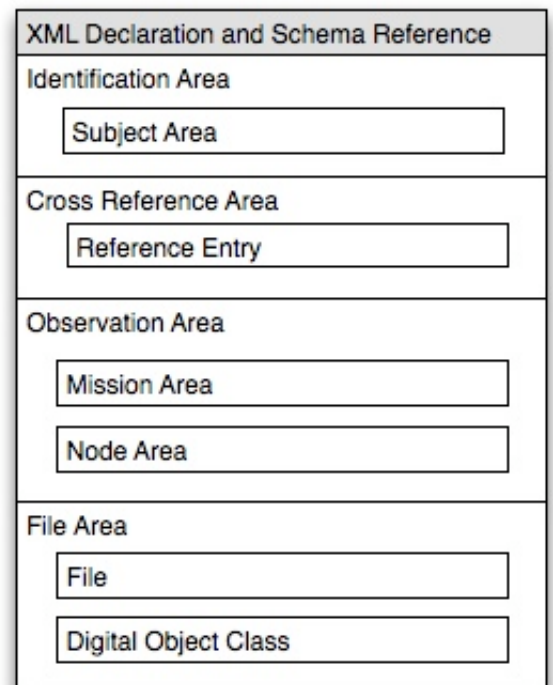 XML Declaration and Schema Reference
Identification Area
Subject Area
Cross Reference Area
Reference Entry
Observation Area
Mission Area
Node Area
File Area
File
Digital Object Class